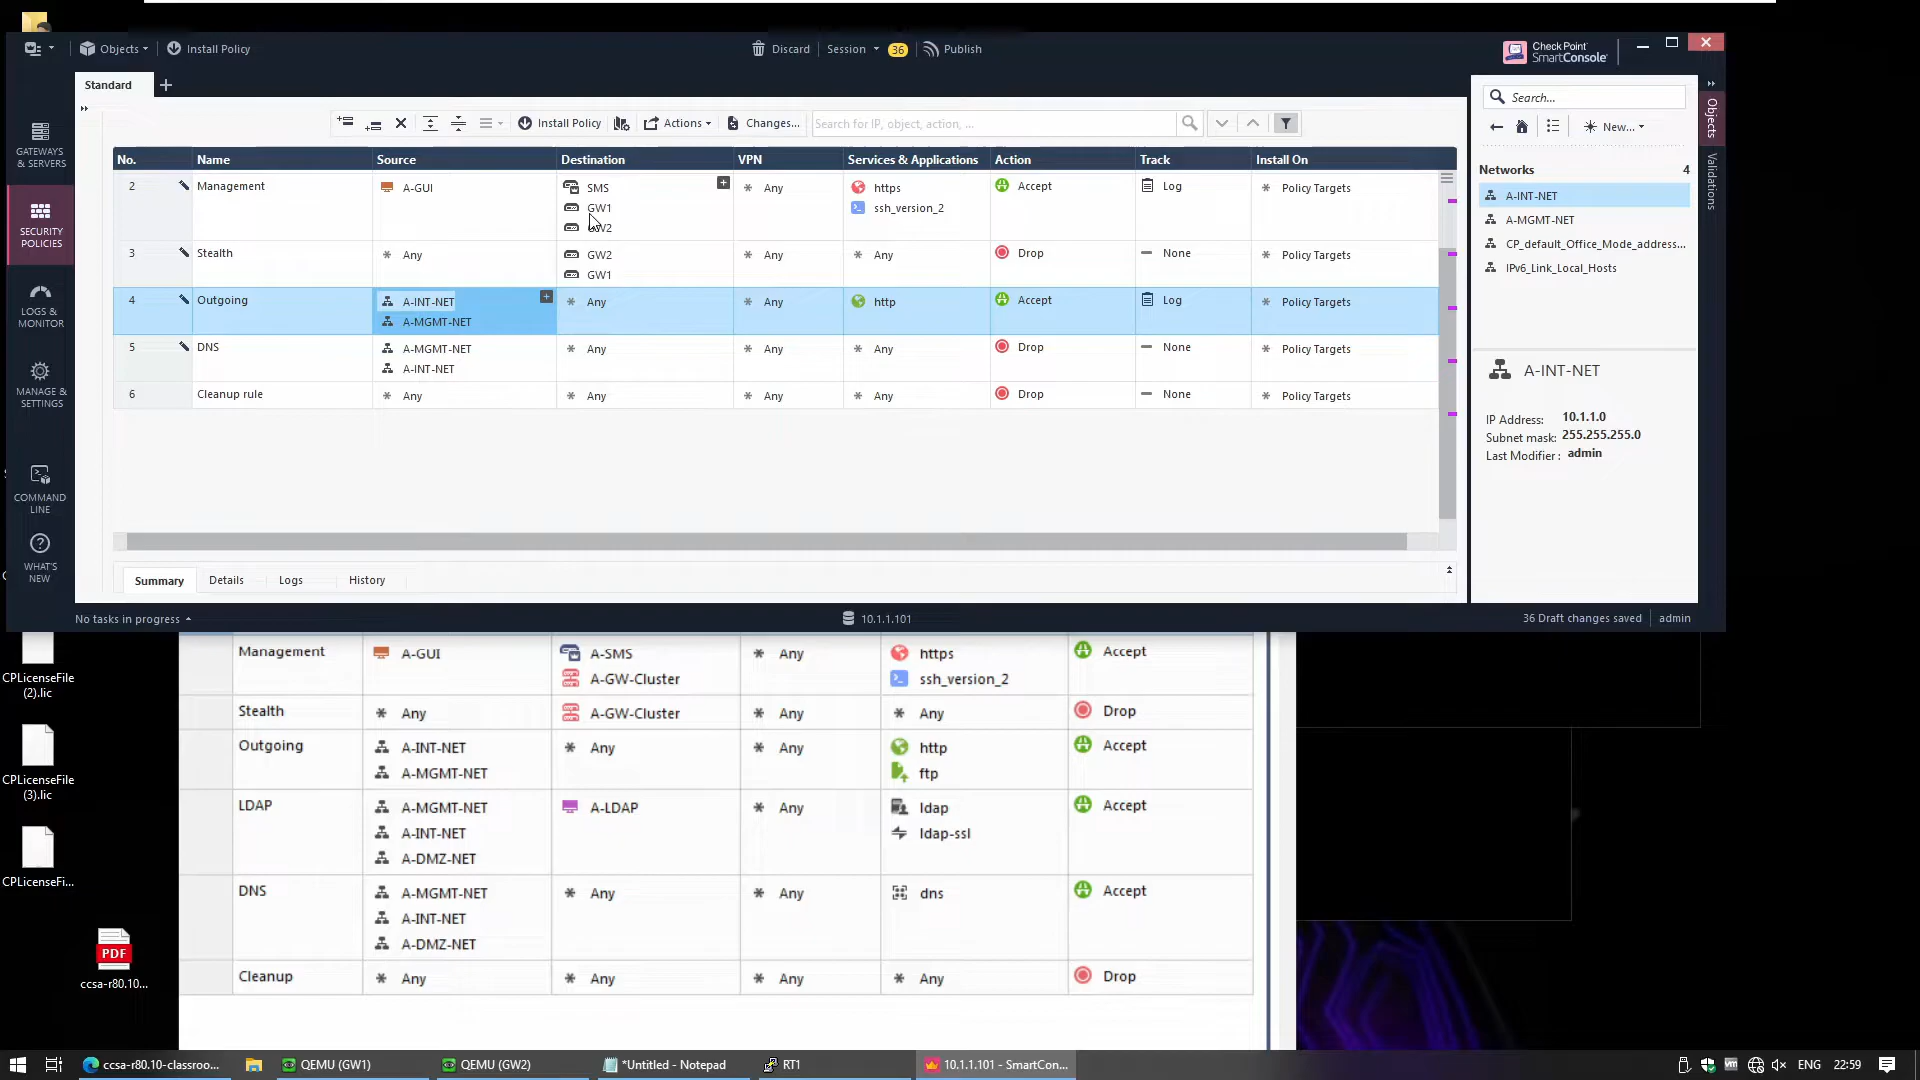 Objects
Install Policy
Discard
Session
36
Publish
Check Point
SmartConsole
Standard
Install Policy
Actions
Changes...
Search for IP, object, action, ...
Search...
New...
Objects
Validations
GATEWAYS
& SERVERS
SECURITY
POLICIES
LOGS &
MONITOR
MANAGE &
SETTINGS
COMMAND
LINE
WHAT'S
NEW
No. Name Source Destination VPN Services & Applications Action Track Install On
2 Management A-GUI SMS Any https Accept Log Policy Targets
GW1 ssh_version_2
GW2
3 Stealth Any GW2 Any Any Drop None Policy Targets
GW1
4 Outgoing A-INT-NET Any Any http Accept Log Policy Targets
A-MGMT-NET
5 DNS A-MGMT-NET Any Any Any Drop None Policy Targets
A-INT-NET
6 Cleanup rule Any Any Any Any Drop None Policy Targets
Networks 4
A-INT-NET
A-MGMT-NET
CP_default_Office_Mode_address...
IPv6_Link_Local_Hosts
A-INT-NET
IP Address: 10.1.1.0
Subnet mask: 255.255.255.0
Last Modifier : admin
Summary Details Logs History
No tasks in progress
10.1.1.101
36 Draft changes saved
admin
Management A-GUI A-SMS Any https Accept
A-GW-Cluster ssh_version_2
Stealth Any A-GW-Cluster Any Any Drop
Outgoing A-INT-NET Any Any http Accept
A-MGMT-NET ftp
LDAP A-MGMT-NET A-LDAP Any ldap Accept
A-INT-NET ldap-ssl
A-DMZ-NET
DNS A-MGMT-NET Any Any dns Accept
A-INT-NET
A-DMZ-NET
Cleanup Any Any Any Any Drop
CPLicenseFile
(2).lic
CPLicenseFile
(3).lic
CPLicenseFi...
PDF
ccsa-r80.10...
ccsa-r80.10-classroo...
QEMU (GW1)
QEMU (GW2)
*Untitled - Notepad
RT1
10.1.1.101 - SmartCon...
vm
ENG
22:59